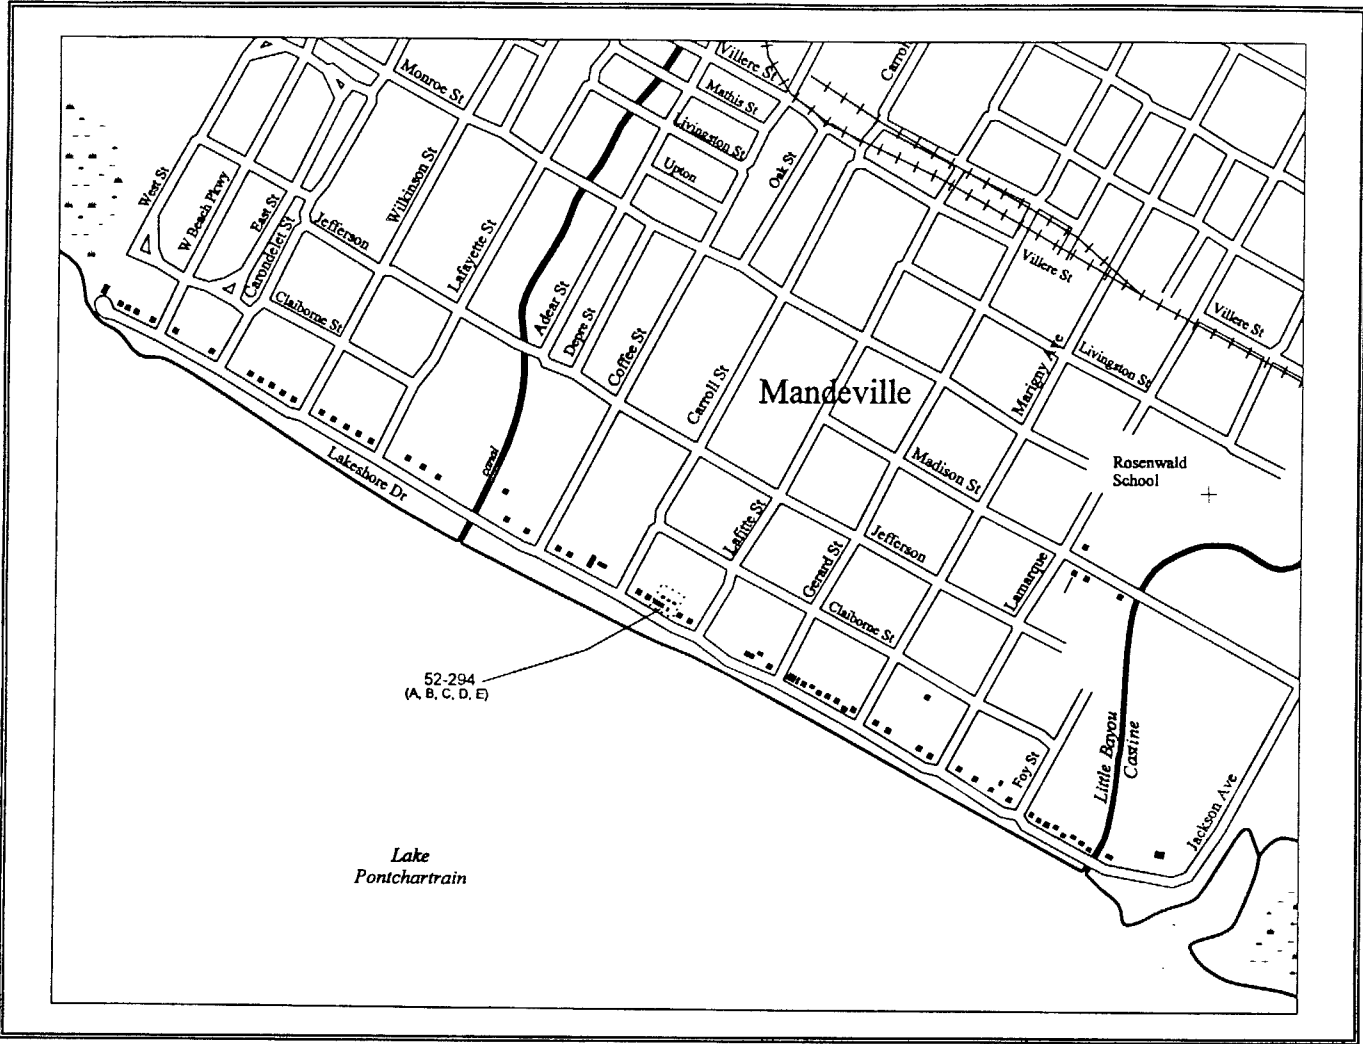 Villere St
Carroll
Monroe St
Mathis St
Livingston St
Upton
Oak St
West St
W Beach Pkwy
East St
Carondelet St
Jefferson
Wilkinson St
Lafayette St
Claiborne St
Adear St
Depre St
Coffee St
Carroll St
Villere St
Villere St
Livingston St
Marigny Ave
Mandeville
Madison St
Rosenwald
School
canal
Lakeshore Dr
Lafitte St
Gerard St
Jefferson
Lamarque
Claiborne St
52-294
(A, B, C, D, E)
Foy St
Little Bayou
Castine
Jackson Ave
Lake
Pontchartrain